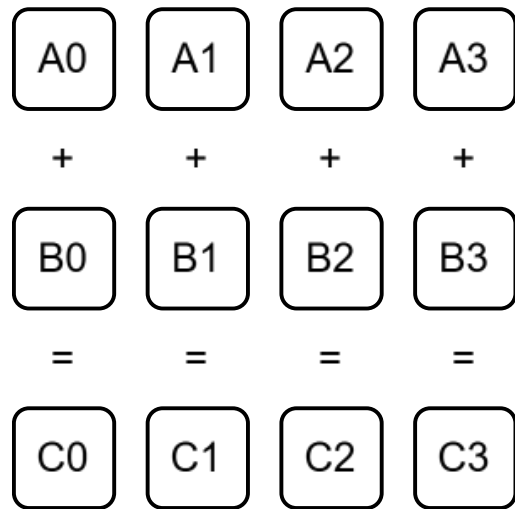 A0 A1 A2 A3
+ + + +
B0 B1 B2 B3
= = = =
C0 C1 C2 C3